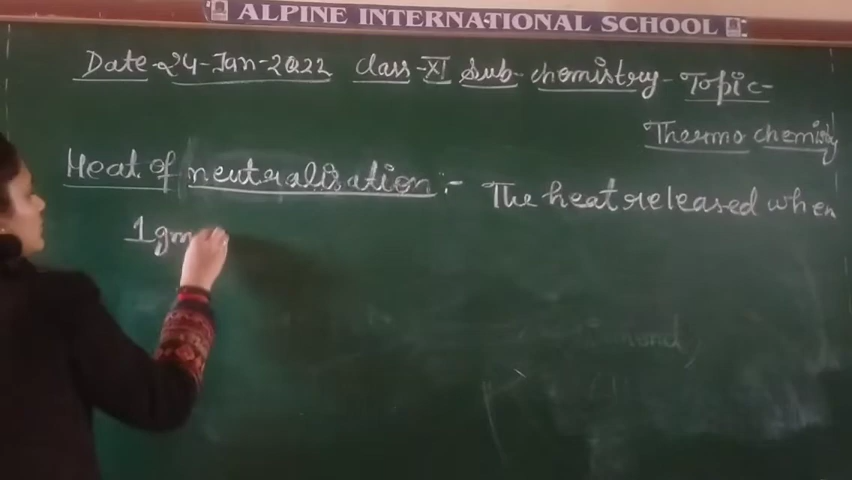 ALPINE INTERNATIONAL SCHOOL
Date-24-Jan-2022 Class-XI Sub-chemistry-Topic-
Thermo chemistry
Heat of neutralization:- The heat released when
1gm